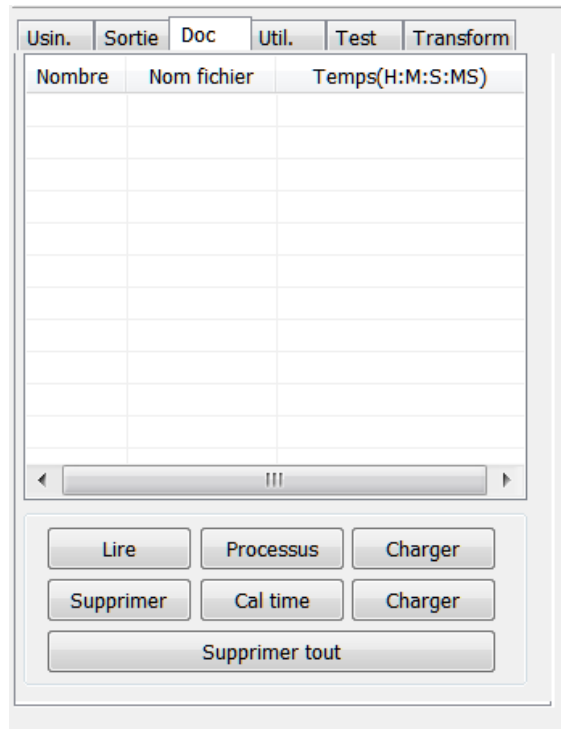 Usin. Sortie Doc Util. Test Transform
Nombre Nom fichier Temps(H:M:S:MS)
Lire Processus Charger
Supprimer Cal time Charger
Supprimer tout